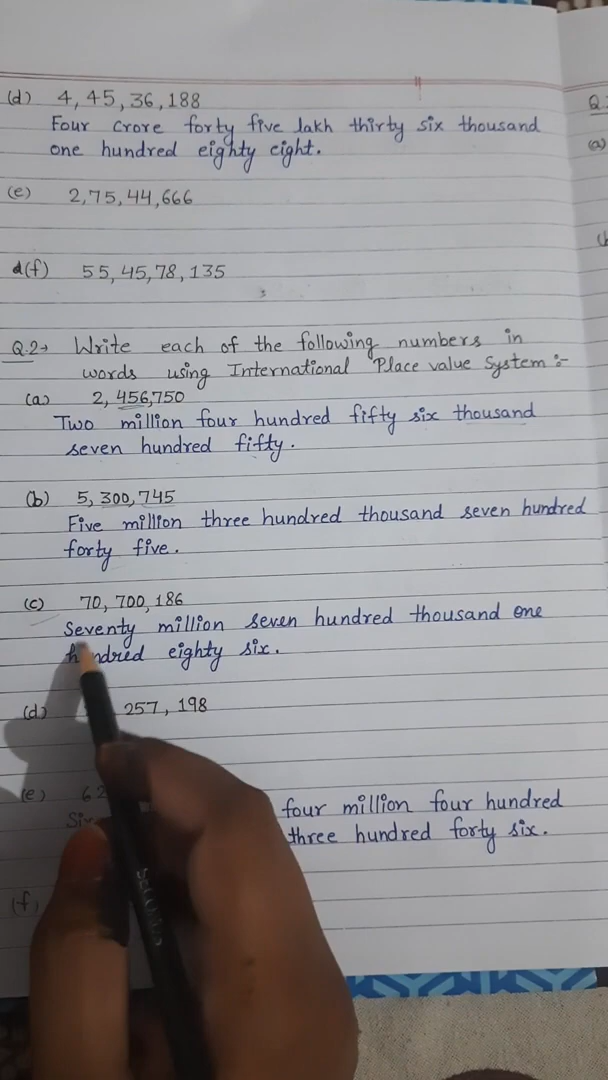 (d) 4, 45, 36, 188
Four crore forty five lakh thirty six thousand
one hundred eighty eight.
(e) 2,75,44,666
(f) 55, 45, 78, 135
Q.2→ Write each of the following numbers in
words using International Place value System :-
(a) 2, 456,750
Two million four hundred fifty six thousand
seven hundred fifty.
(b) 5, 300, 745
Five million three hundred thousand seven hundred
forty five.
(c) 70, 700, 186
Seventy million seven hundred thousand one
hundred eighty six.
(d) 257, 198
(e) 62
four million four hundred
three hundred forty six.
(f)
Q.
(a)